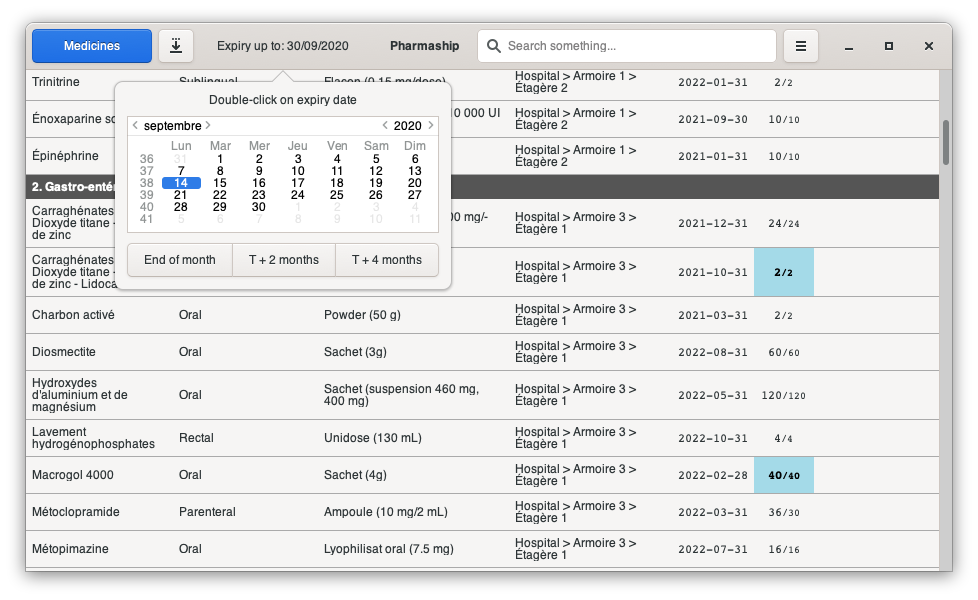 Medicines Expiry up to: 30/09/2020 Pharmaship Search something...
Trinitrine Sublingual Flacon (0.15 mg/dose) Hospital > Armoire 1 >
Étagère 2 2022-01-31 2/2
Double-click on expiry date
Énoxaparine 0 000 UI Hospital > Armoire 1 >
Étagère 2 2021-09-30 10/10
septembre 2020
Lun Mar Mer Jeu Ven Sam Dim
36 31 1 2 3 4 5 6
37 7 8 9 10 11 12 13
38 14 15 16 17 18 19 20
39 21 22 23 24 25 26 27
40 28 29 30 1 2 3 4
41 5 6 7 8 9 10 11
End of month T + 2 months T + 4 months
Épinéphrine Hospital > Armoire 1 >
Étagère 2 2021-01-31 10/10
2. Gastro-enté
Carraghénates
Dioxyde titane -
de zinc 00 mg/- Hospital > Armoire 3 >
Étagère 1 2021-12-31 24/24
Carraghénates
Dioxyde titane -
de zinc - Lidoca Hospital > Armoire 3 >
Étagère 1 2021-10-31 2/2
Charbon activé Oral Powder (50 g) Hospital > Armoire 3 >
Étagère 1 2021-03-31 2/2
Diosmectite Oral Sachet (3g) Hospital > Armoire 3 >
Étagère 1 2022-08-31 60/60
Hydroxydes
d'aluminium et de
magnésium Oral Sachet (suspension 460 mg,
400 mg) Hospital > Armoire 3 >
Étagère 1 2022-05-31 120/120
Lavement
hydrogénophosphates Rectal Unidose (130 mL) Hospital > Armoire 3 >
Étagère 1 2022-10-31 4/4
Macrogol 4000 Oral Sachet (4g) Hospital > Armoire 3 >
Étagère 1 2022-02-28 40/40
Métoclopramide Parenteral Ampoule (10 mg/2 mL) Hospital > Armoire 3 >
Étagère 1 2022-03-31 36/30
Métopimazine Oral Lyophilisat oral (7.5 mg) Hospital > Armoire 3 >
Étagère 1 2022-07-31 16/16